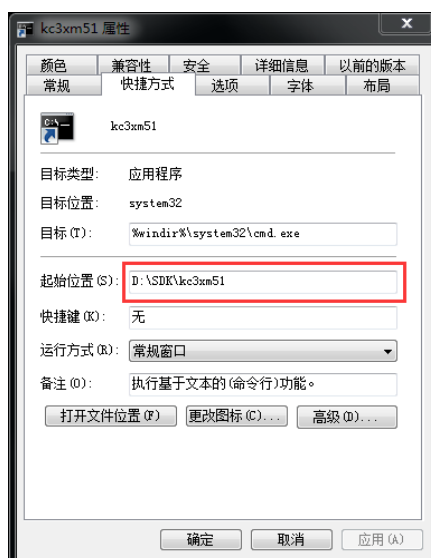 kc3xm51 属性
颜色 兼容性 安全 详细信息 以前的版本
常规 快捷方式 选项 字体 布局
C:\
kc3xm51
目标类型: 应用程序
目标位置: system32
目标(T): %windir%\system32\cmd.exe
起始位置(S): D:\SDK\kc3xm51
快捷键(K): 无
运行方式(R): 常规窗口
备注(O): 执行基于文本的(命令行)功能。
打开文件位置(F) 更改图标(C)... 高级(D)...
确定 取消 应用(A)